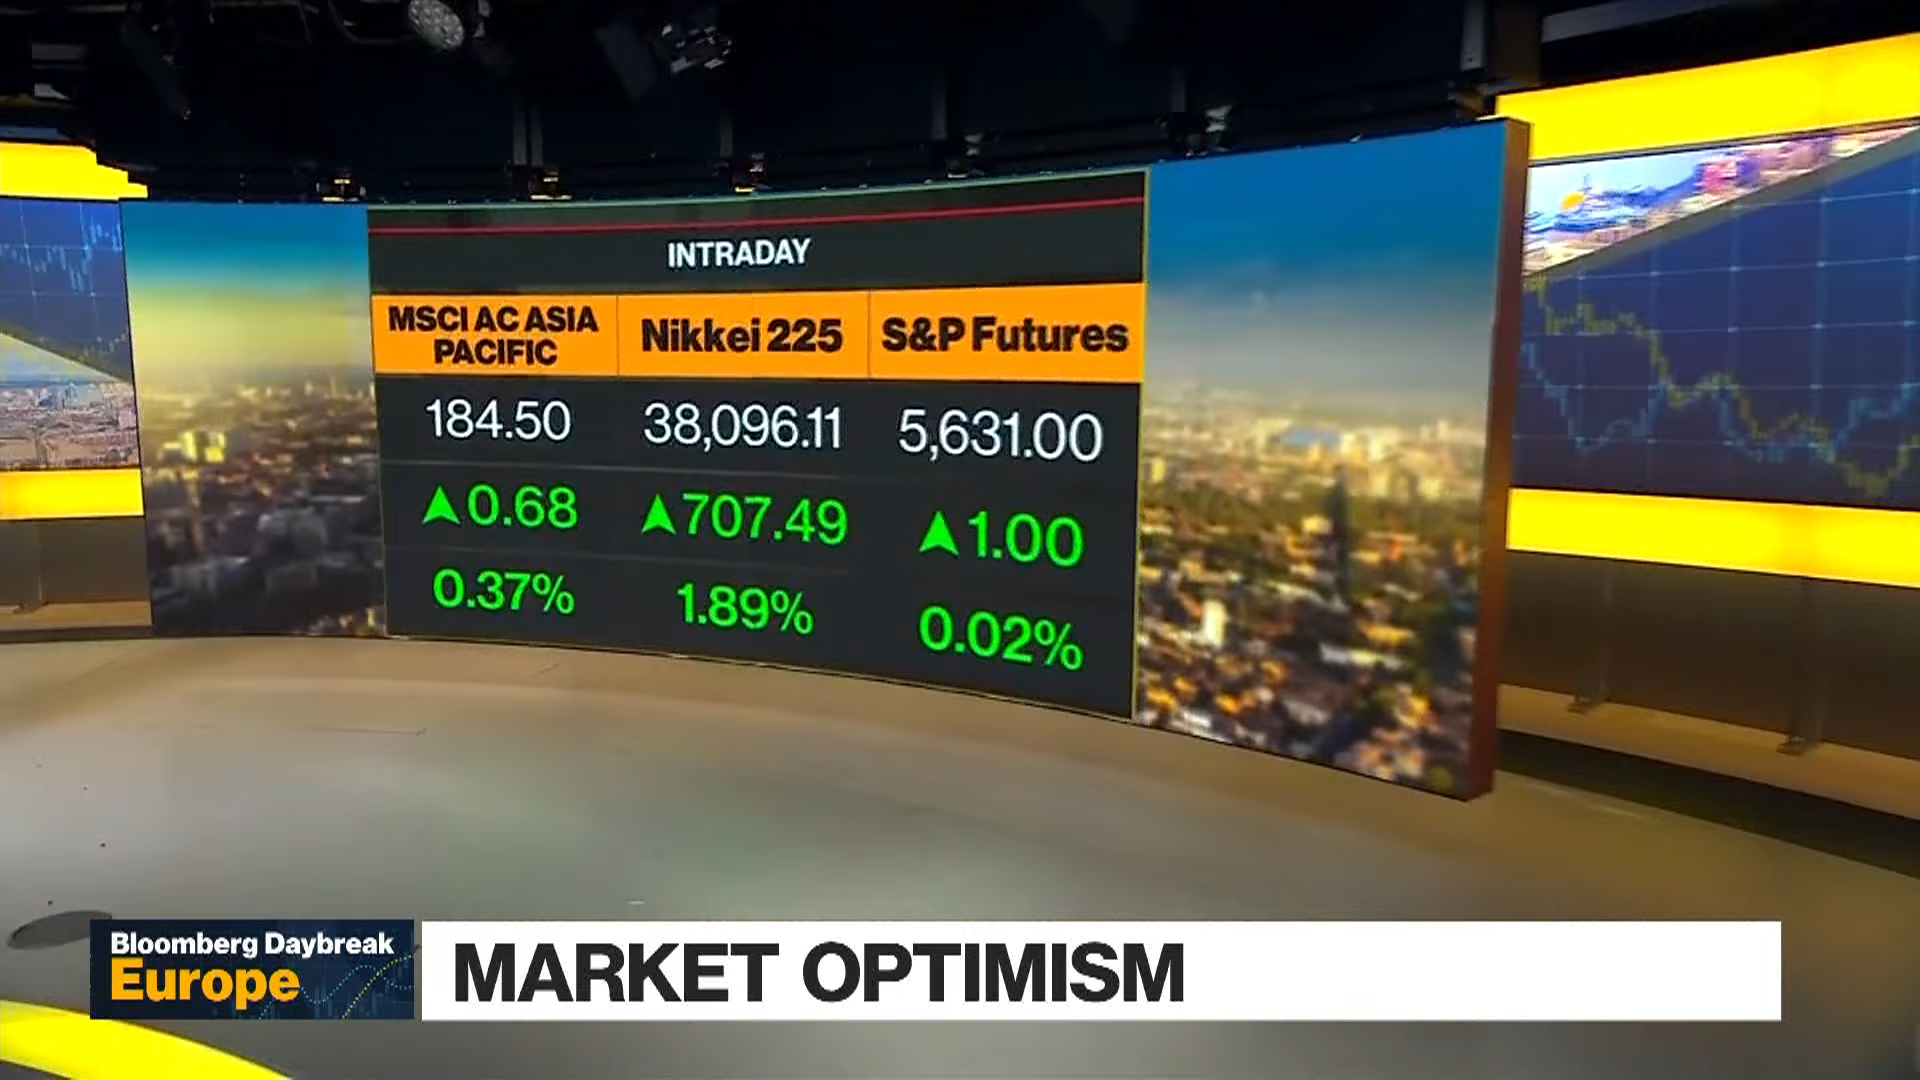 INTRADAY
MSCI AC ASIA PACIFIC
Nikkei 225
S&P Futures
184.50
38,096.11
5,631.00
▲0.68
▲707.49
▲1.00
0.37%
1.89%
0.02%
Bloomberg Daybreak
Europe
MARKET OPTIMISM